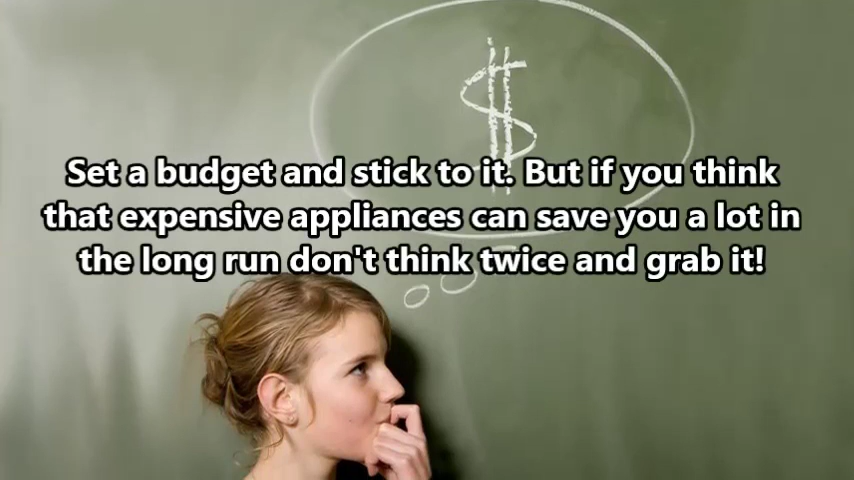 $
Set a budget and stick to it. But if you think
that expensive appliances can save you a lot in
the long run don't think twice and grab it!